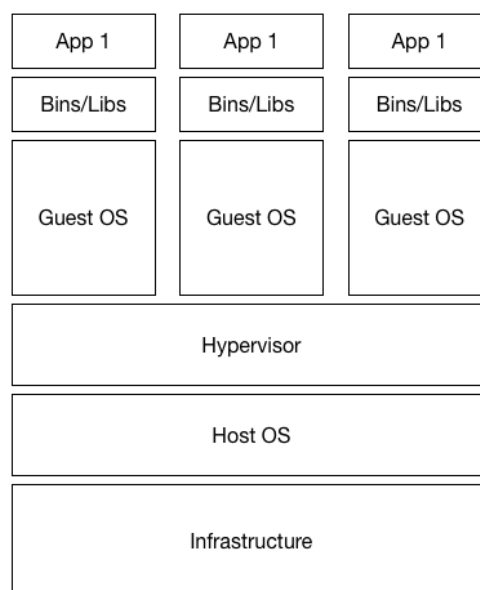 App 1
App 1
App 1
Bins/Libs
Bins/Libs
Bins/Libs
Guest OS
Guest OS
Guest OS
Hypervisor
Host OS
Infrastructure